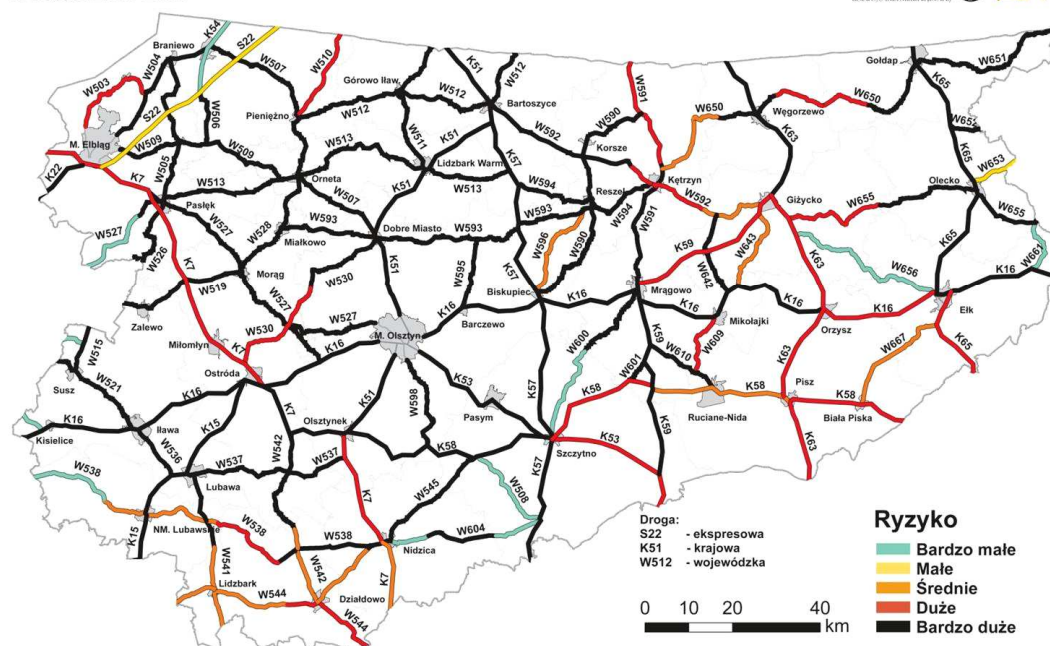 K54
S22
Braniewo
W504
W507
W510
W503
S22
W506
Pieniężno
Górowo Iław.
K51
W512
W512
W512
Bartoszyce
W591
W590
W650
Węgorzewo
W650
Gołdap
W651
K65
W652
M. Elbląg
W509
W509
W513
W511
K51
W592
Korsze
K63
K65
K22
W505
Lidzbark Warm.
K57
W653
K7
W513
Orneta
K51
W513
W594
Reszel
Kętrzyn
W592
Olecko
Pasłęk
W507
W593
W594
W591
Giżycko
W655
W655
W527
W527
W528
W593
Miałkowo
Dobre Miasto
W593
W596
W590
K59
W643
W526
K7
K65
W661
Morąg
W530
K51
W595
K57
W642
K63
W656
K16
W519
W527
Biskupiec
K16
Mrągowo
K16
Zalewo
W527
K16
Barczewo
Mikołajki
K16
Orzysz
K16
Ełk
Miłomłyn
W530
K7
M. Olsztyn
W600
K59
W609
W515
K16
W610
K63
W667
K65
Susz
W521
Ostróda
K53
W601
K58
K16
K51
W598
Pasym
K57
K58
Pisz
K58
Biała Piska
K16
Kisielice
Iława
K15
K7
Olsztynek
Ruciane-Nida
K59
W536
W542
K58
Szczytno
K53
K63
W538
W537
W537
K57
Lubawa
K7
W545
W508
K15
NM. Lubawskie
W538
W538
Nidzica
W604
W541
W542
K7
Lidzbark
W544
Działdowo
W544
Droga:
S22 - ekspresowa
K51 - krajowa
W512 - wojewódzka
0 10 20 40
km
Ryzyko
Bardzo małe
Małe
Średnie
Duże
Bardzo duże